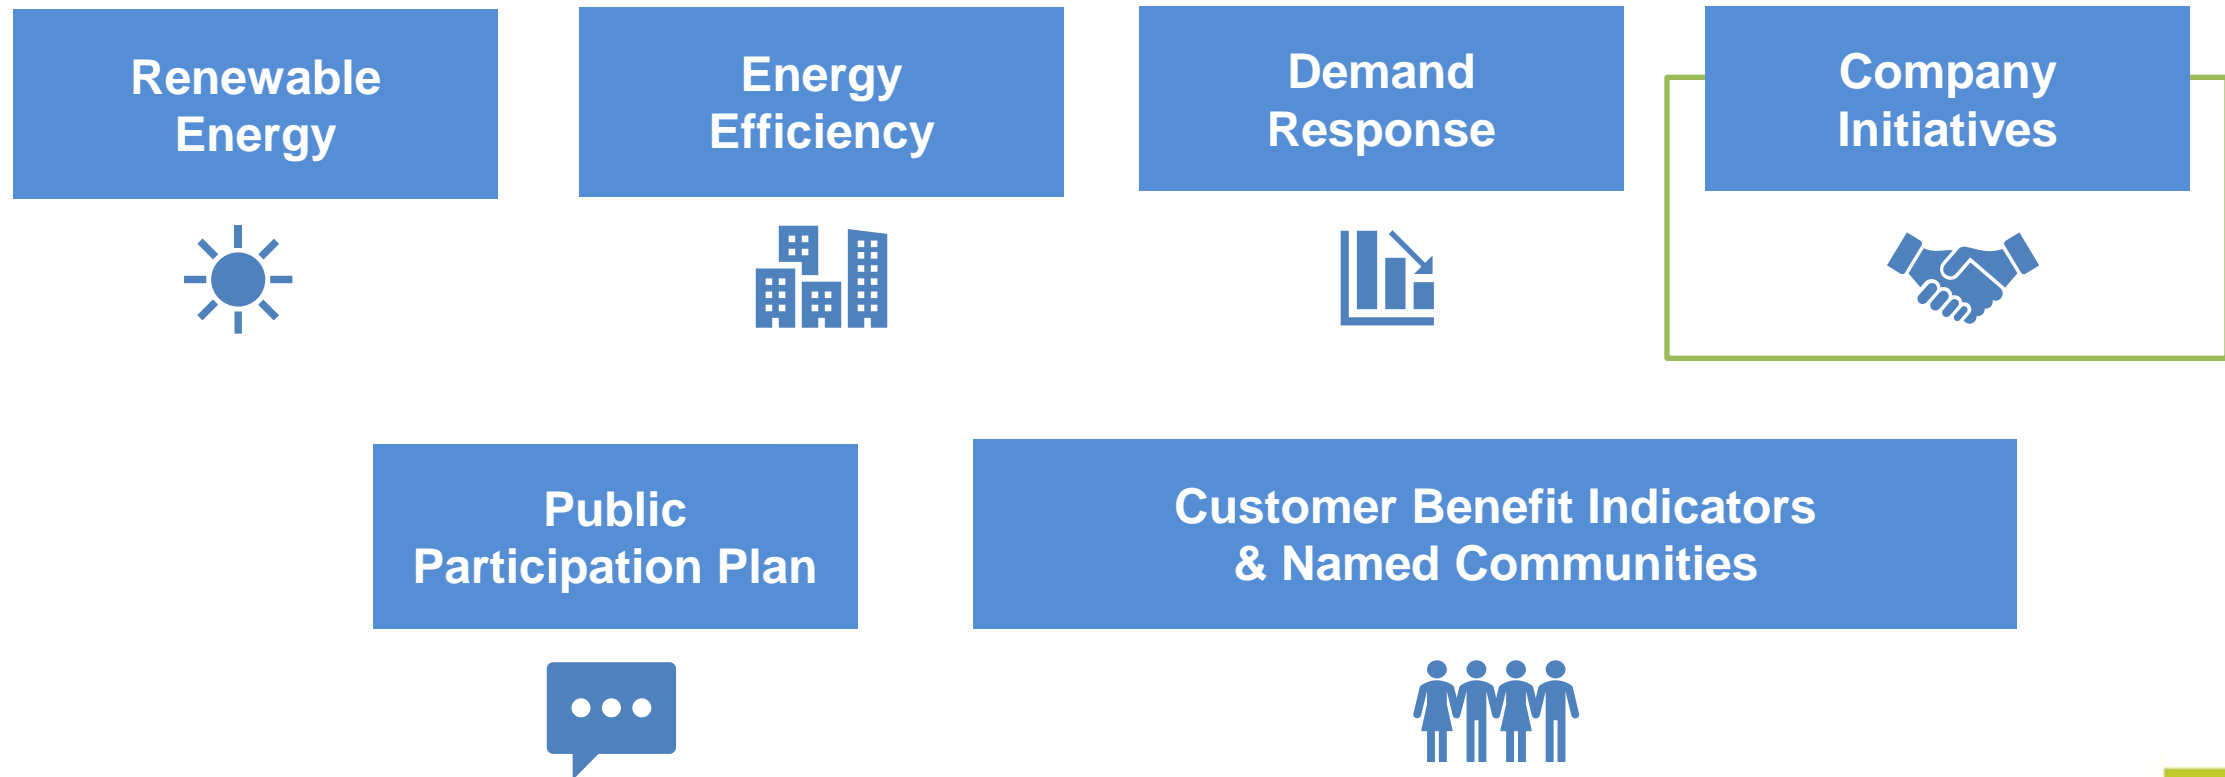 Renewable
Energy
Energy
Efficiency
Demand
Response
Company
Initiatives
Public
Participation Plan
Customer Benefit Indicators
& Named Communities